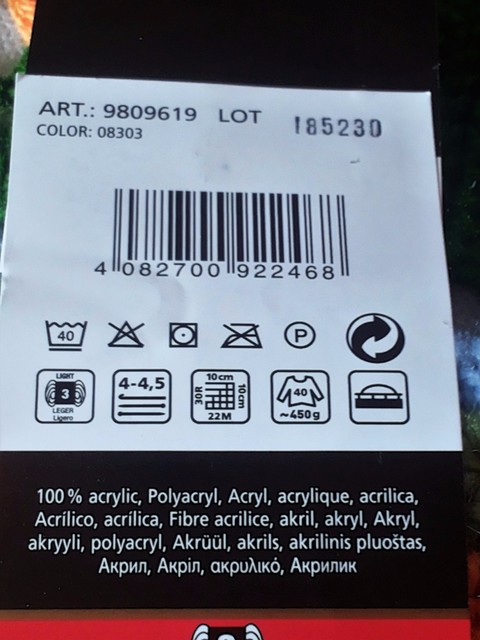 ART.: 9809619 LOT 185230
COLOR: 08303
4 082700 922468
40 P
LIGHT
3
LEGER
Ligero
4-4,5
10cm
30R 10cm
22M
40
~450g
100 % acrylic, Polyacryl, Acryl, acrylique, acrilica,
Acrílico, acrílica, Fibre acrilice, akril, akryl, Akryl,
akryyli, polyacryl, Akrüül, akrils, akrilinis pluoštas,
Акрил, Акріл, ακρυλικό, Акрилик